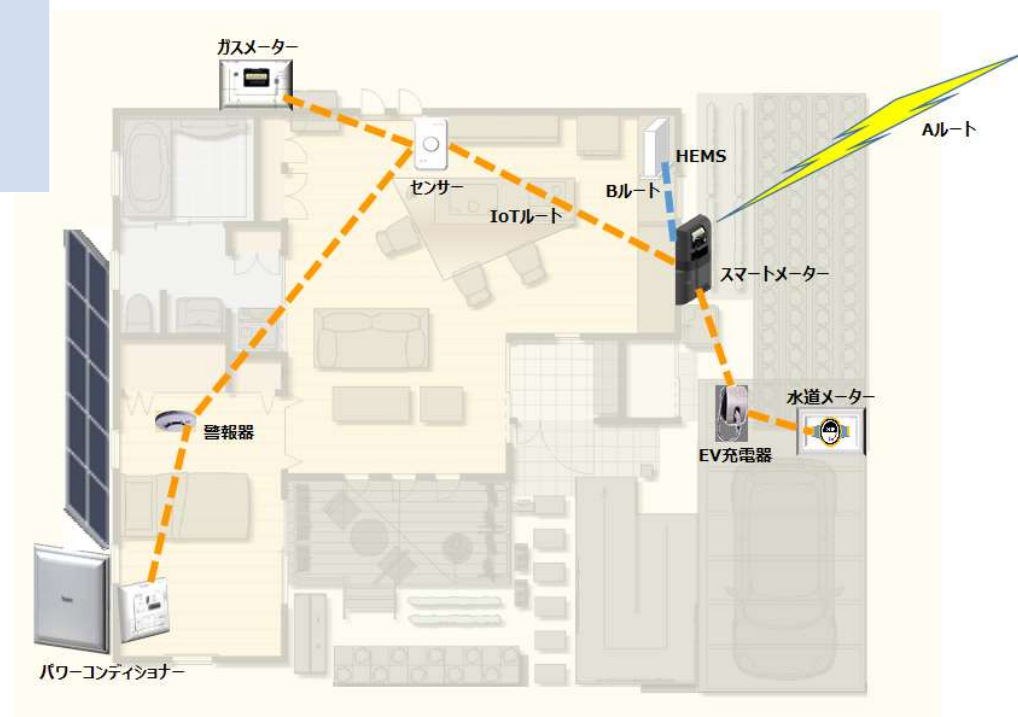 ガスメーター
Aルート
HEMS
センサー
Bルート
IoTルート
スマートメーター
水道メーター
警報器
EV充電器
パワーコンディショナー